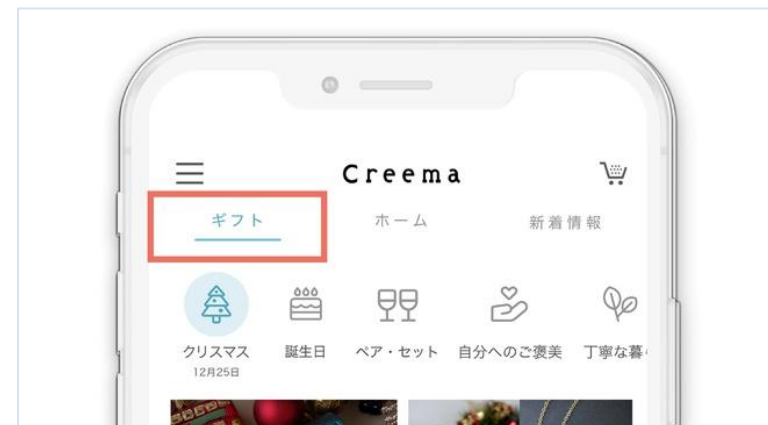 Creema
ギフト
ホーム
新着情報
クリスマス
12月25日
誕生日
ペア・セット
自分へのご褒美
丁寧な暮